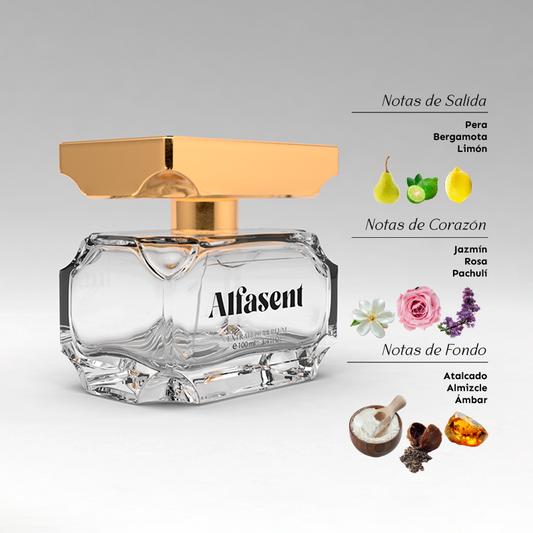 Notas de Salida
Pera
Bergamota
Limón
Notas de Corazón
Jazmín
Rosa
Pachulí
Notas de Fondo
Atalcado
Almizcle
Ámbar
Alfasent
100ml